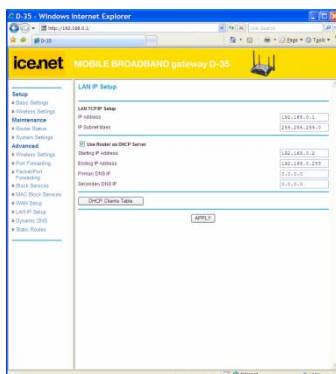 D-35 - Windows Internet Explorer
http://192.168.0.1/
Live Search
D-35
Page
Tools
ice.net
MOBILE BROADBAND gateway D-35
Setup
Basic Settings
Wireless Settings
Maintenance
Router Status
System Settings
Advanced
Wireless Settings
Port Forwarding
Packet/Port Forwarding
Block Services
MAC Block Services
WAN Setup
LAN IP Setup
Dynamic DNS
Static Routes
LAN IP Setup
LAN TCP/IP Setup
IP Address 192.168.0.1
IP Subnet Mask 255.255.255.0
Use Router as DHCP Server
Starting IP Address 192.168.0.2
Ending IP Address 192.168.0.255
Primary DNS IP 0.0.0.0
Secondary DNS IP 0.0.0.0
DHCP Clients Table
APPLY
Internet